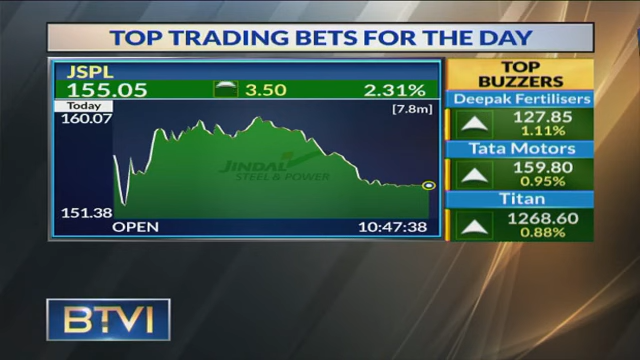 TOP TRADING BETS FOR THE DAY
JSPL
155.05 3.50 2.31%
Today
160.07
[7.8m]
JINDAL
STEEL & POWER
151.38
OPEN 10:47:38
TOP
BUZZERS
Deepak Fertilisers
127.85
1.11%
Tata Motors
159.80
0.95%
Titan
1268.60
0.88%
BTVI